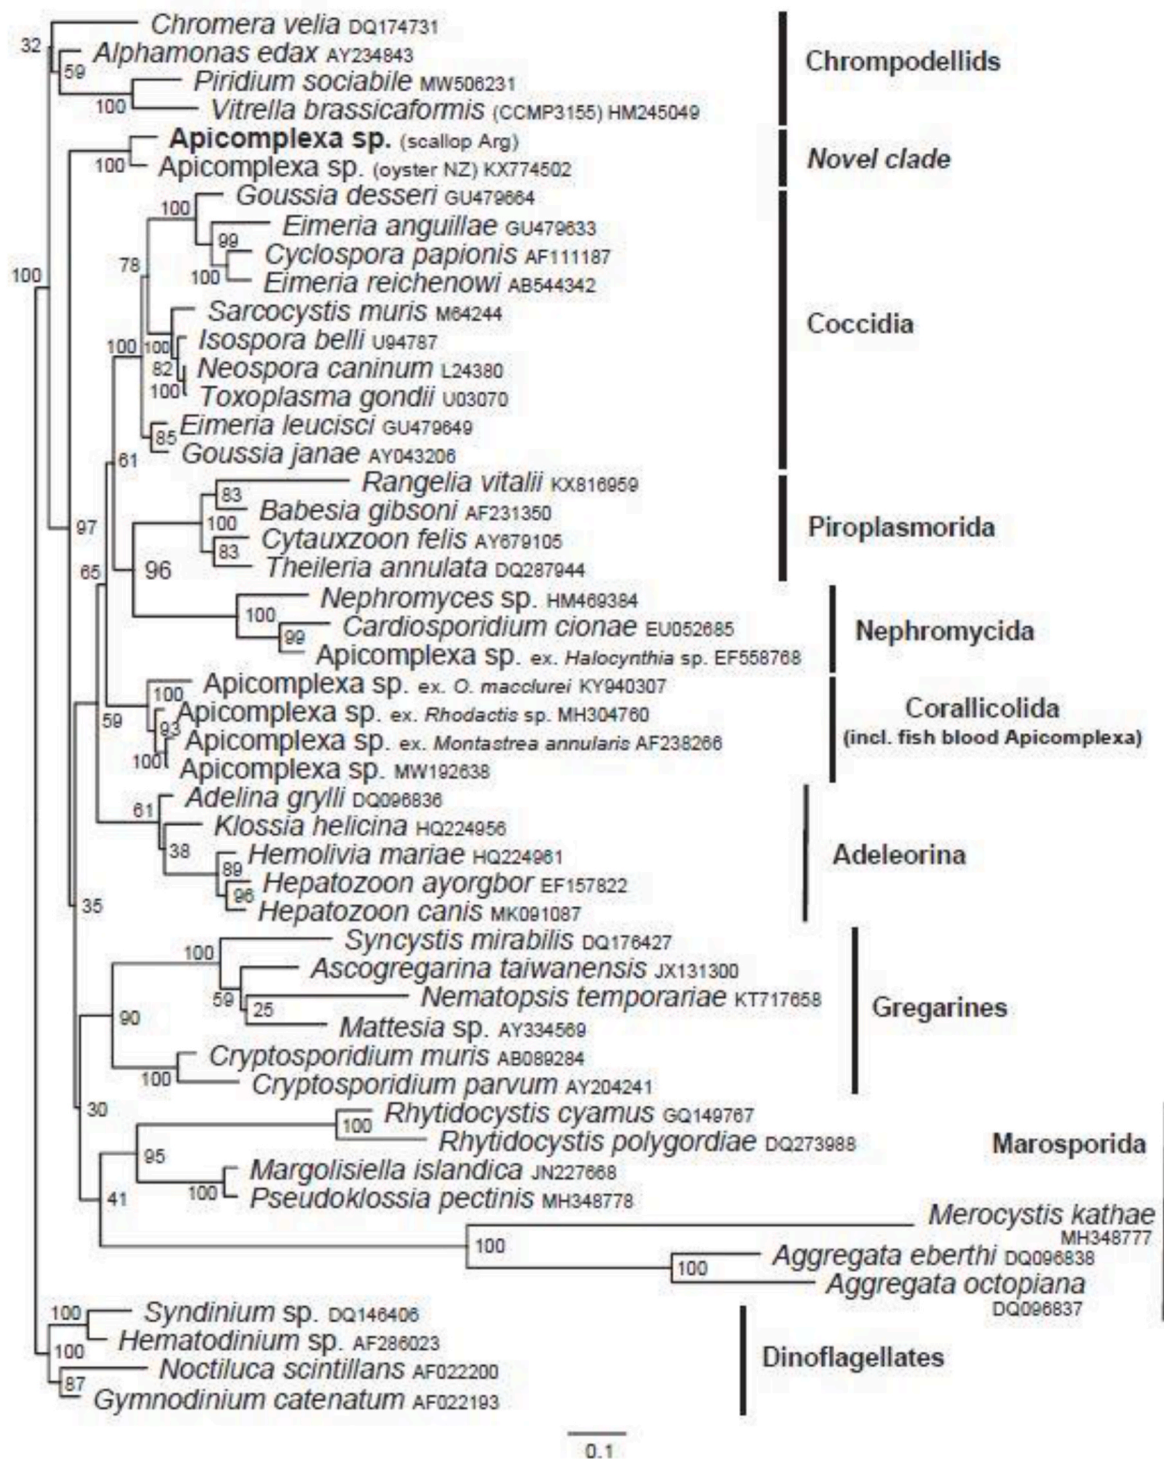 Chromera velia DQ174731
32
Alphamonas edax AY234843
Chrompodellids
59
Piridium sociabile MW506231
100
Vitrella brassicaformis (CCMP3155) HM245049
Apicomplexa sp. (scallop Arg)
100
Apicomplexa sp. (oyster NZ) KX774502
Novel clade
Goussia desseri GU479664
100
Eimeria anguillae GU479633
99
Cyclospora papionis AF111187
78
100
100
Eimeria reichenowi AB544342
Sarcocystis muris M64244
Coccidia
Isospora belli U94787
100
100
82
Neospora caninum L24380
100
Toxoplasma gondii U03070
Eimeria leucisci GU479649
85
Goussia janae AY043206
61
Rangelia vitalii KX816959
83
Babesia gibsoni AF231350
100
97
Piroplasmorida
Cytauxzoon felis AY679105
83
65
96
Theileria annulata DQ287944
Nephromyces sp. HM469384
100
Cardiosporidium cionae EU052685
99
Nephromycida
Apicomplexa sp. ex. Halocynthia sp. EF558768
Apicomplexa sp. ex. O. macclurei KY940307
100
59
Apicomplexa sp. ex. Rhodactis sp. MH304760
93
Corallicolida
(incl. fish blood Apicomplexa)
Apicomplexa sp. ex. Montastrea annularis AF238266
100
Apicomplexa sp. MW192638
Adelina grylli DQ096836
61
Klossia helicina HQ224956
38
Hemolivia mariae HQ224961
89
Adeleorina
Hepatozoon ayorgbor EF157822
96
35
Hepatozoon canis MK091087
Syncystis mirabilis DQ176427
100
Ascogregarina taiwanensis JX131300
59
Nematopsis temporariae KT717658
25
Gregarines
90
Mattesia sp. AY334569
Cryptosporidium muris AB089284
100
Cryptosporidium parvum AY204241
30
Rhytidocystis cyamus GQ149767
100
Rhytidocystis polygordiae DQ273988
Marosporida
95
Margolisiella islandica JN227668
100
Pseudoklossia pectinis MH348778
41
Merocystis kathae
MH348777
100
Aggregata eberthi DQ096838
100
Aggregata octopiana
DQ096837
Syndinium sp. DQ146406
100
Hematodinium sp. AF286023
100
Dinoflagellates
Noctiluca scintillans AF022200
87
Gymnodinium catenatum AF022193
0.1